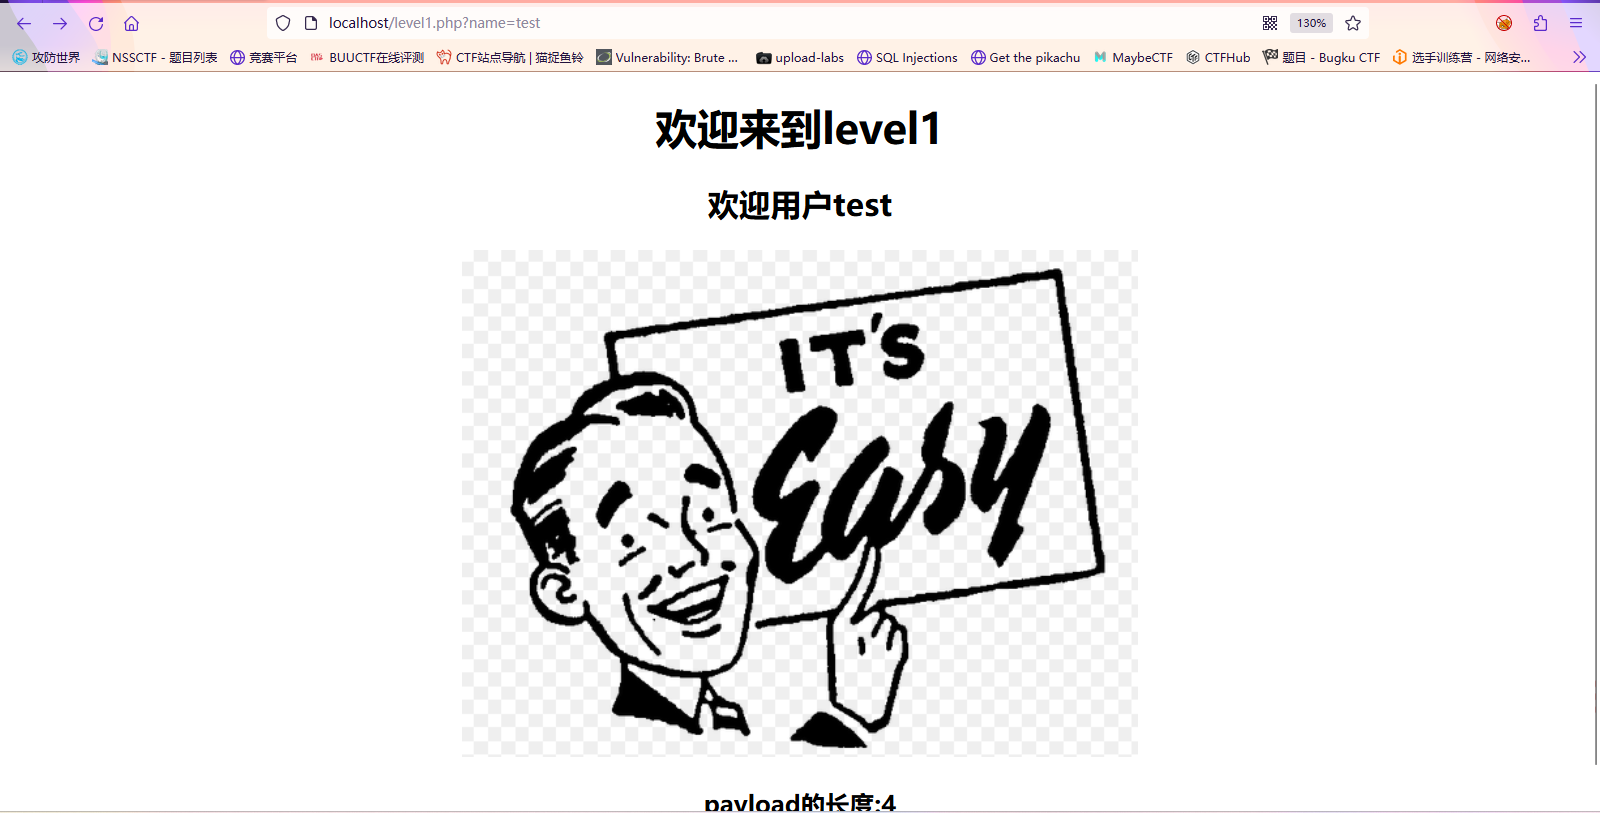 localhost/level1.php?name=test
130%
攻防世界 NSSCTF - 题目列表 竞赛平台 BUUCTF在线评测 CTF站点导航 | 猫捉鱼铃 Vulnerability: Brute ... upload-labs SQL Injections Get the pikachu MaybeCTF CTFHub 题目 - Bugku CTF 选手训练营 - 网络安...
欢迎来到level1
欢迎用户test
IT'S
Easy
payload的长度:4